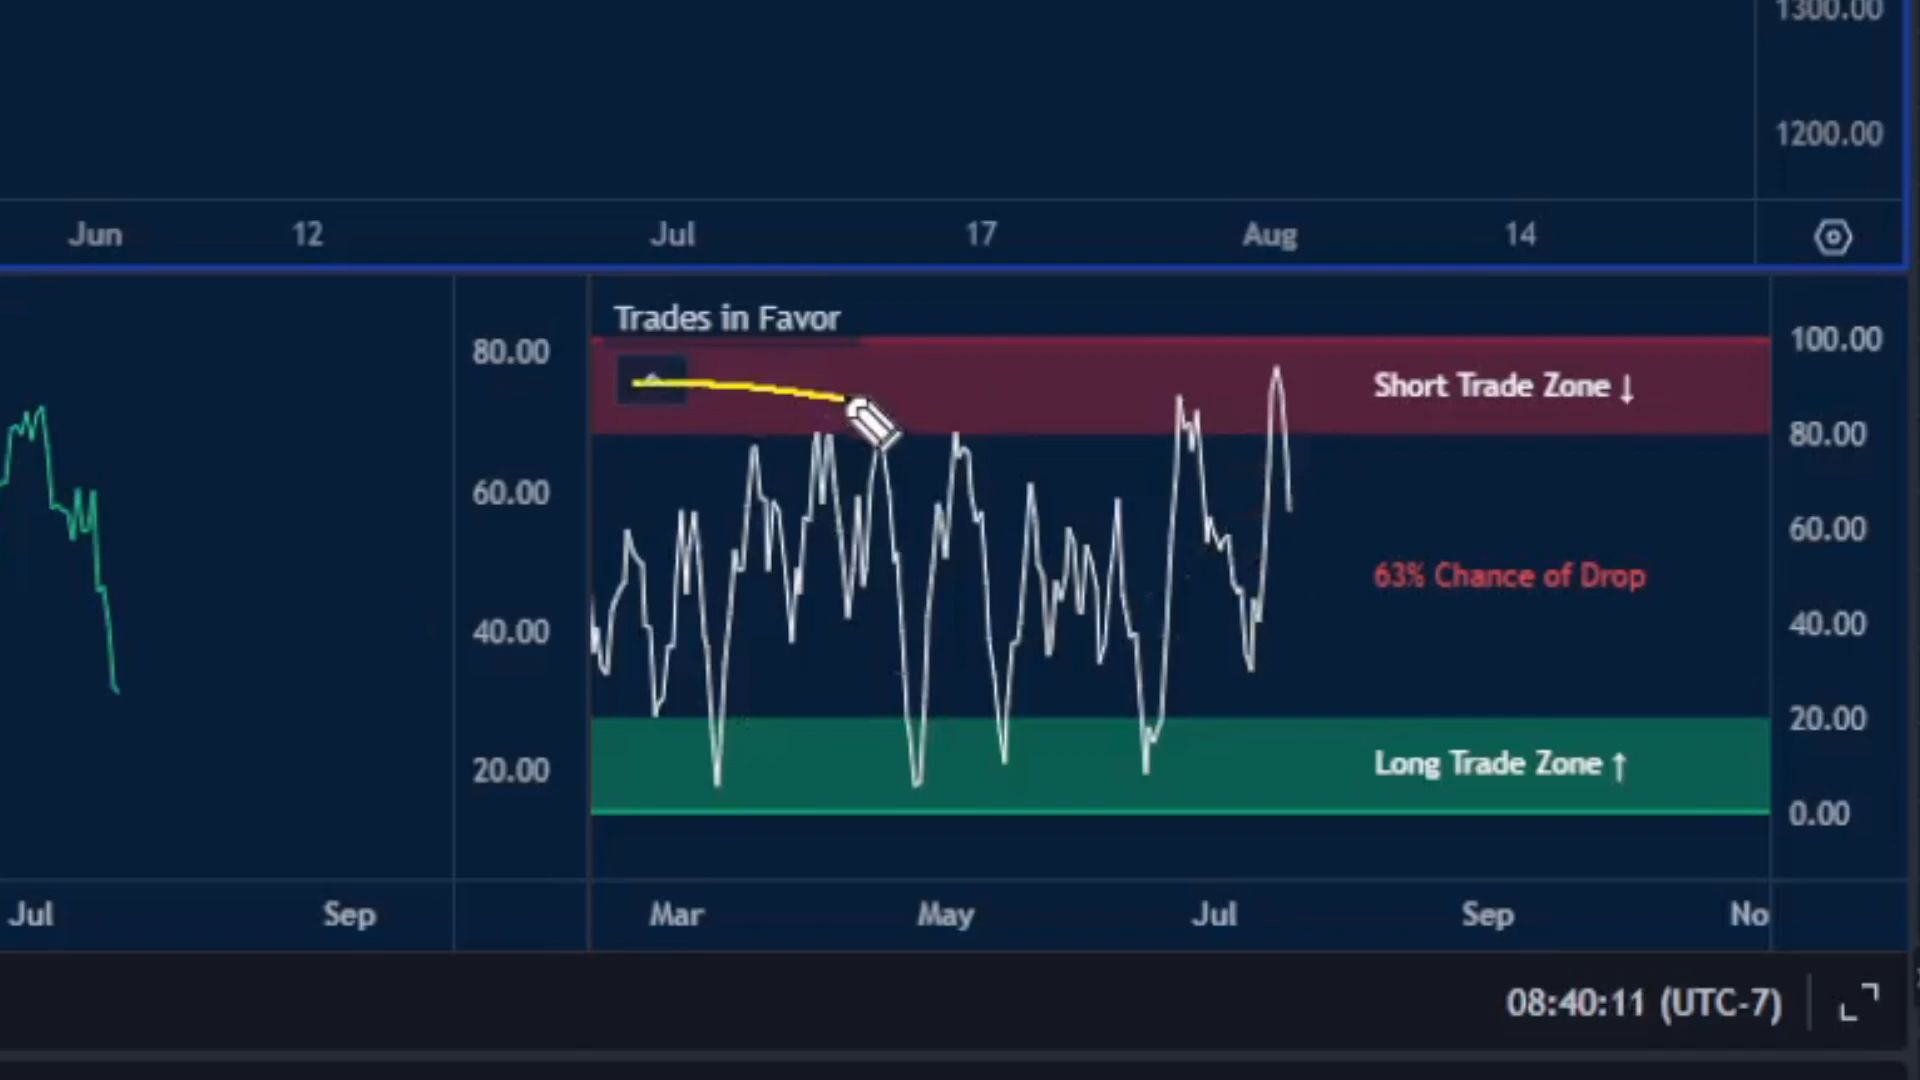 1300.00
1200.00
Jun 12 Jul 17 Aug 14
Trades in Favor
80.00
60.00
40.00
20.00
100.00
80.00
60.00
40.00
20.00
0.00
Short Trade Zone ↓
63% Chance of Drop
Long Trade Zone ↑
Jul Sep Mar May Jul Sep No
08:40:11 (UTC-7)